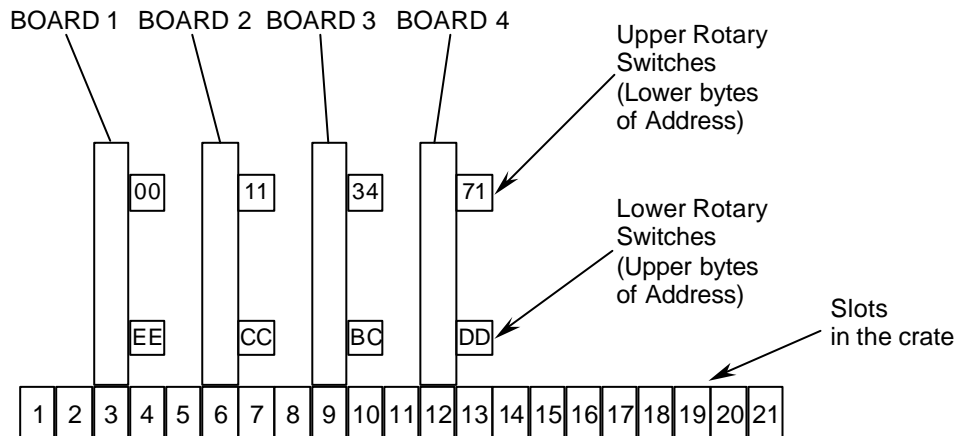 BOARD 1 BOARD 2 BOARD 3 BOARD 4
Upper Rotary
Switches
(Lower bytes
of Address)
00 11 34 71
Lower Rotary
Switches
(Upper bytes
of Address)
EE CC BC DD
Slots
in the crate
1 2 3 4 5 6 7 8 9 10 11 12 13 14 15 16 17 18 19 20 21